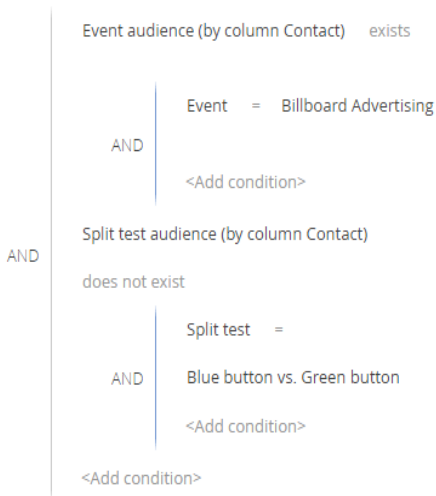 Event audience (by column Contact) exists
Event = Billboard Advertising
AND
<Add condition>
Split test audience (by column Contact)
AND
does not exist
Split test =
AND Blue button vs. Green button
<Add condition>
<Add condition>